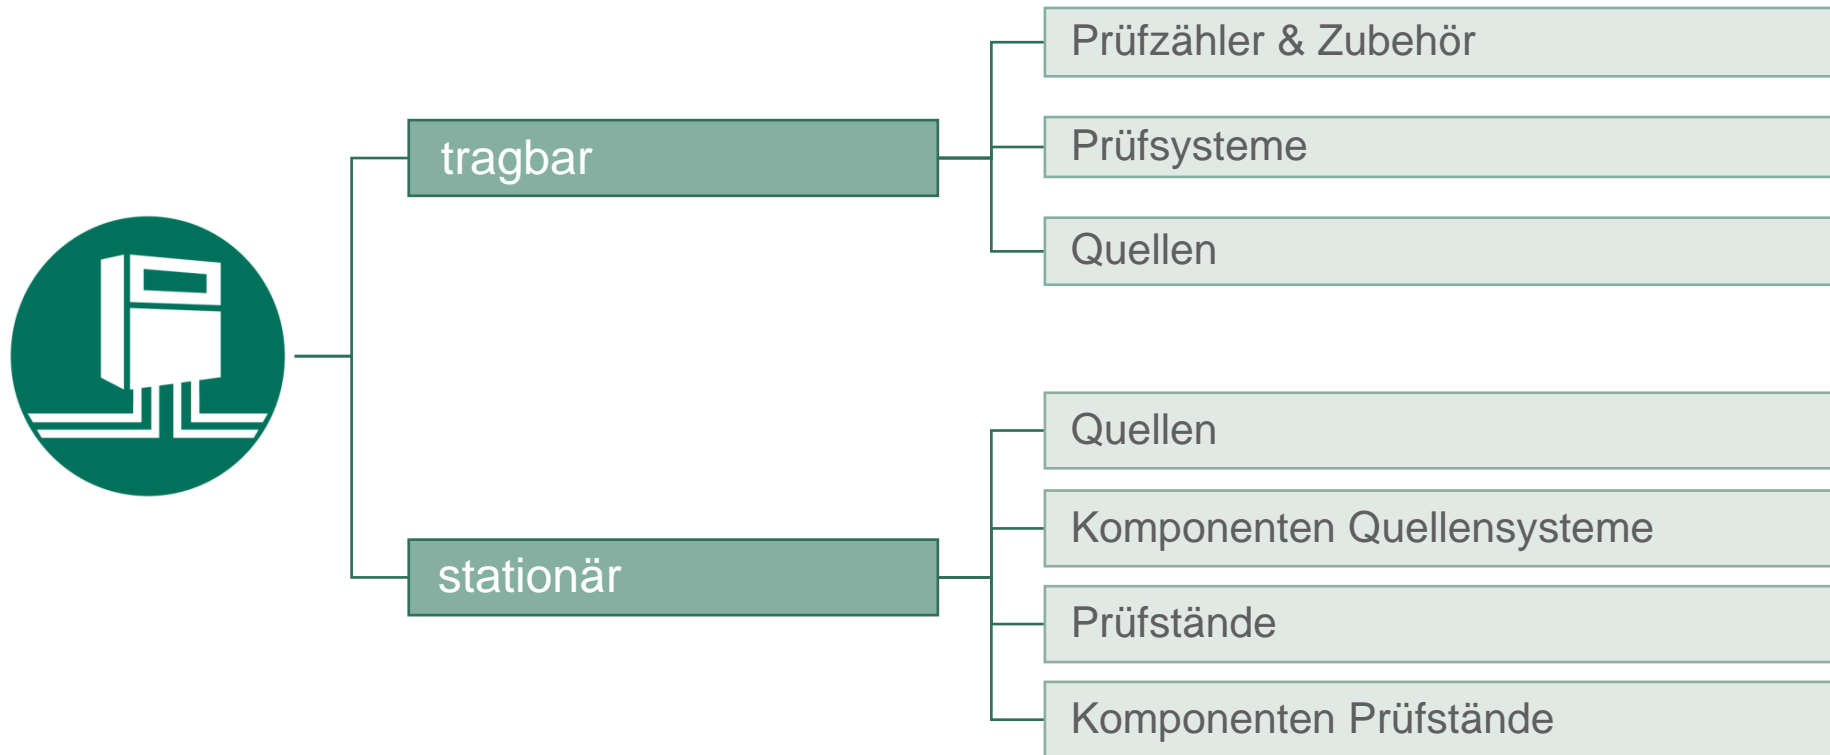 tragbar
Prüfzähler & Zubehör
Prüfsysteme
Quellen
stationär
Quellen
Komponenten Quellensysteme
Prüfstände
Komponenten Prüfstände